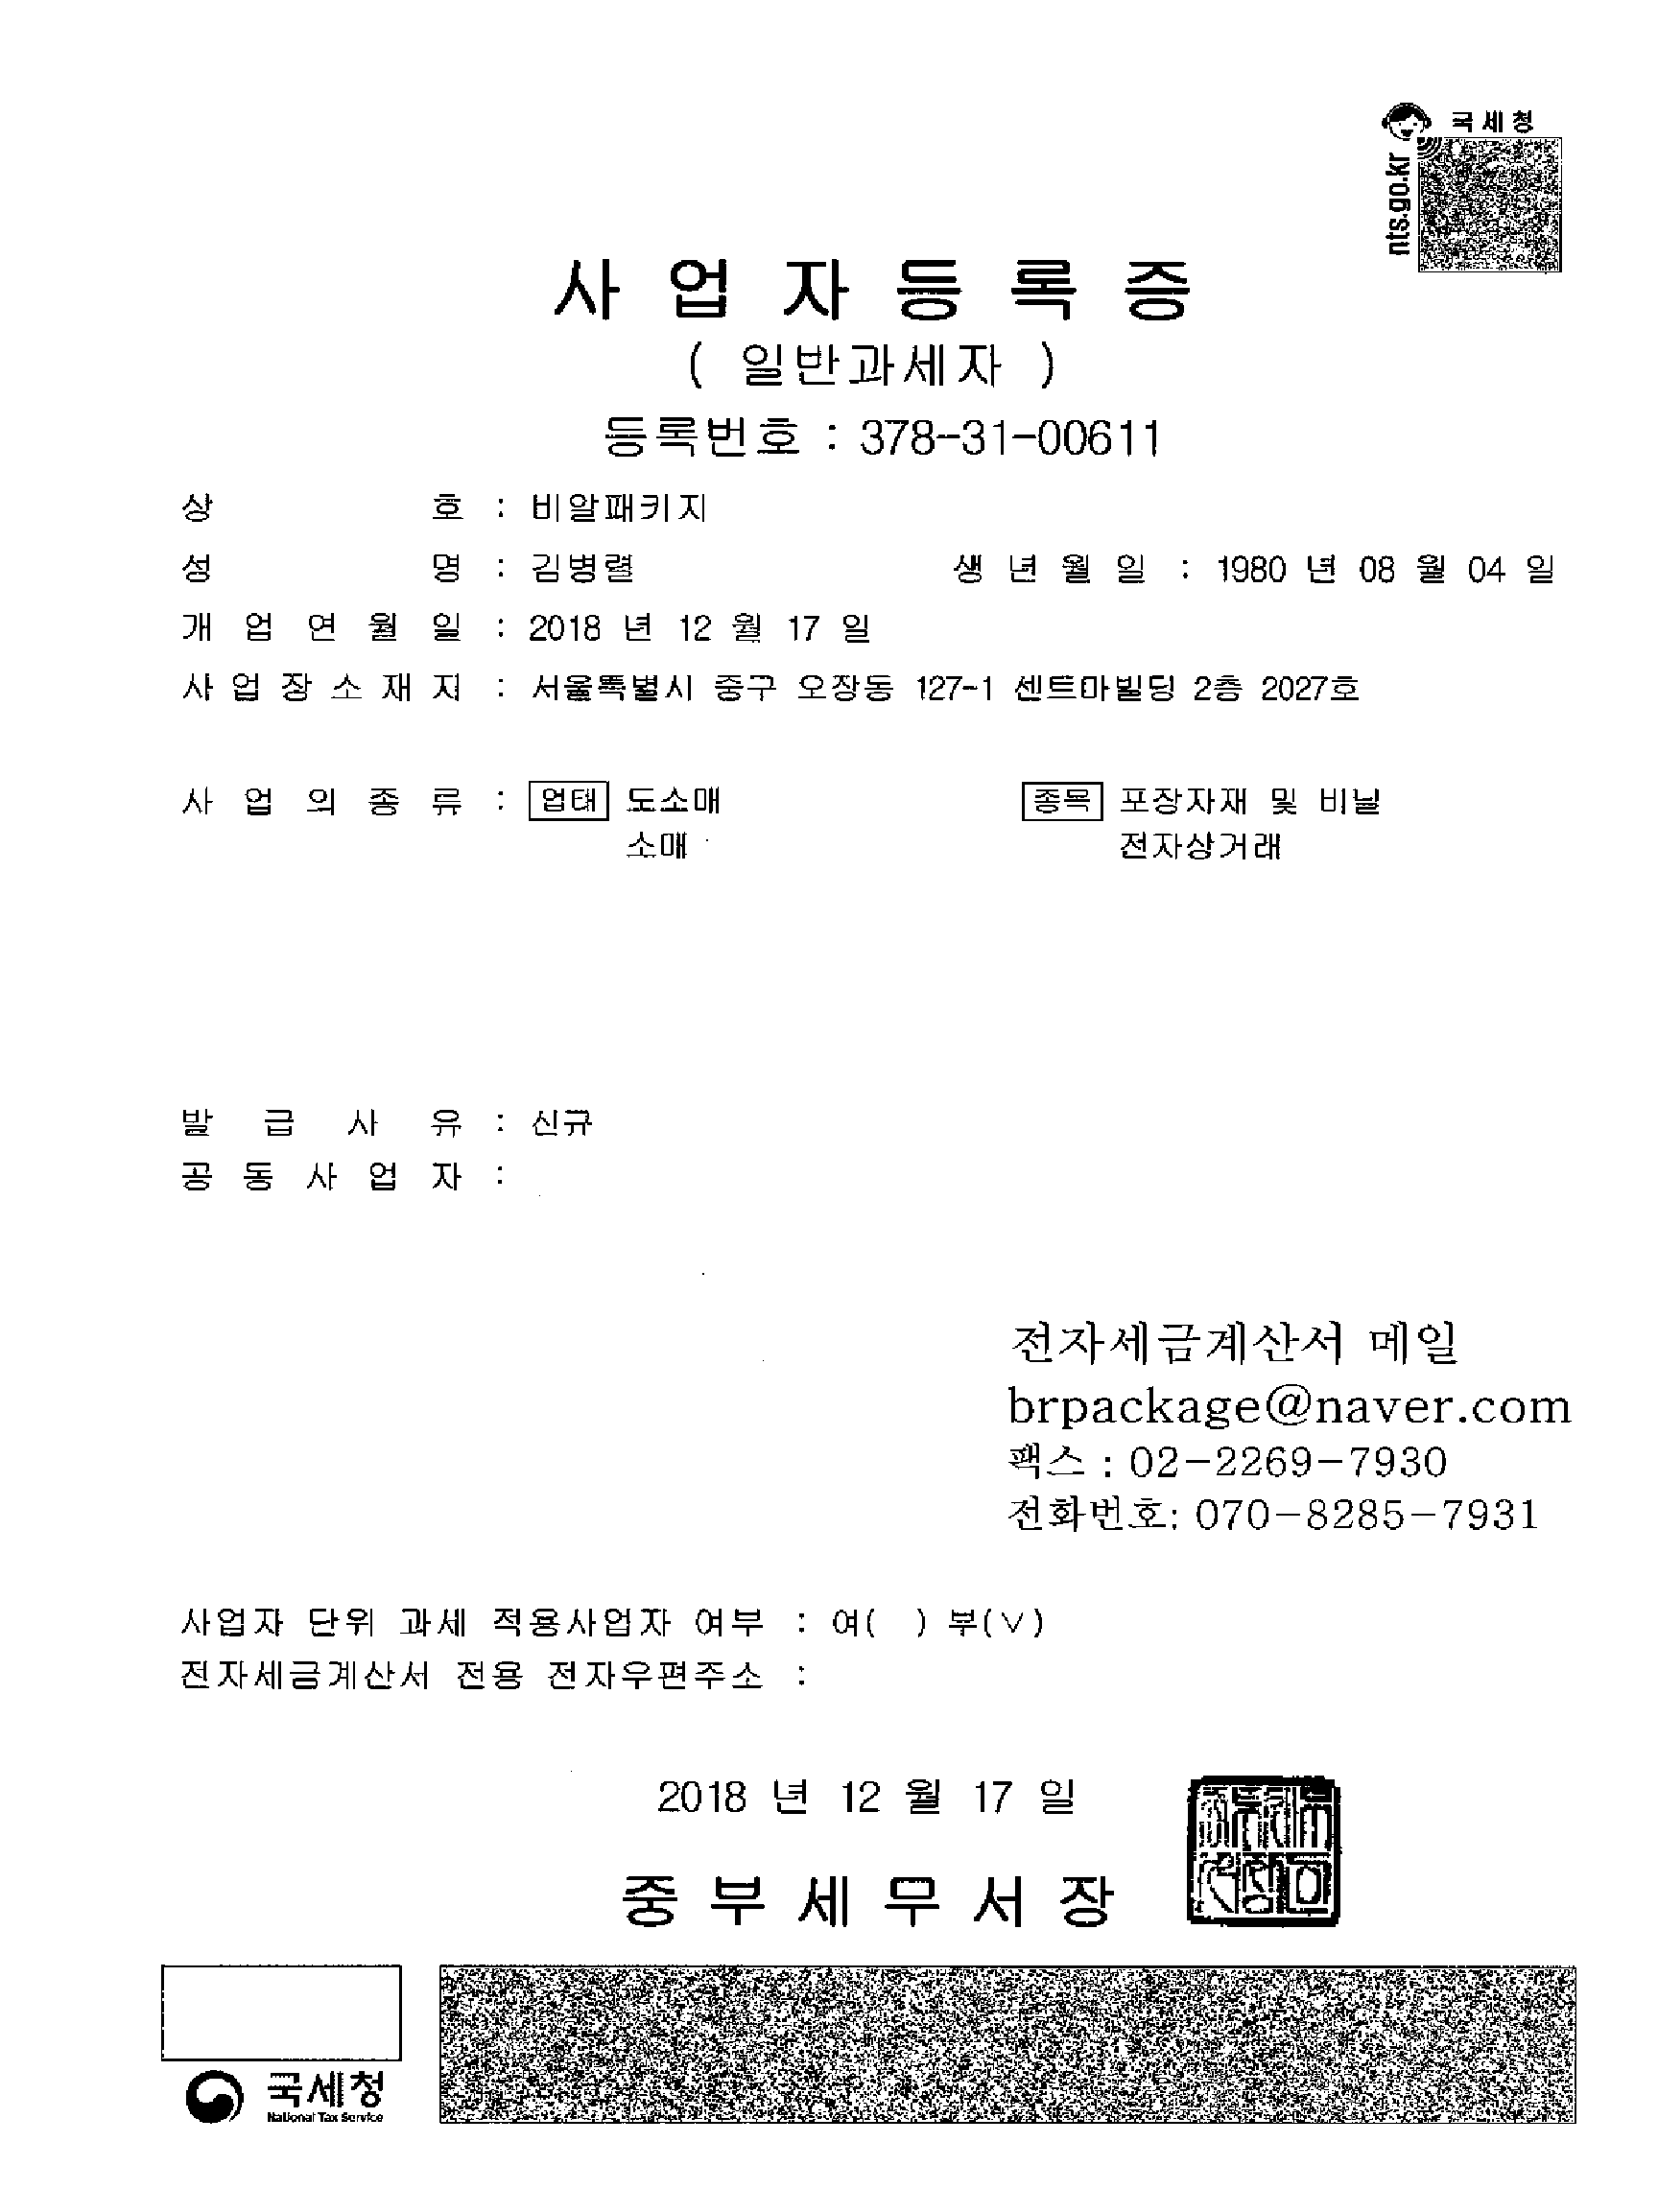 국세청
nts.go.kr
사업자등록증
( 일반과세자 )
등록번호 : 378-31-00611
상 호 : 비알패키지
성 명 : 김병렬 생 년 월 일 : 1980 년 08 월 04 일
개 업 연 월 일 : 2018 년 12 월 17 일
사 업 장 소 재 지 : 서울특별시 중구 오장동 127-1 센트마빌딩 2층 2027호
사 업 의 종 류 : 업태 도소매 종목 포장자재 및 비닐
소매 전자상거래
발 급 사 유 : 신규
공 동 사 업 자 :
전자세금계산서 메일
brpackage@naver.com
팩스 : 02-2269-7930
전화번호: 070-8285-7931
사업자 단위 과세 적용사업자 여부 : 여( ) 부(∨)
전자세금계산서 전용 전자우편주소 :
2018 년 12 월 17 일
중부세무서장
국세청
National Tax Service